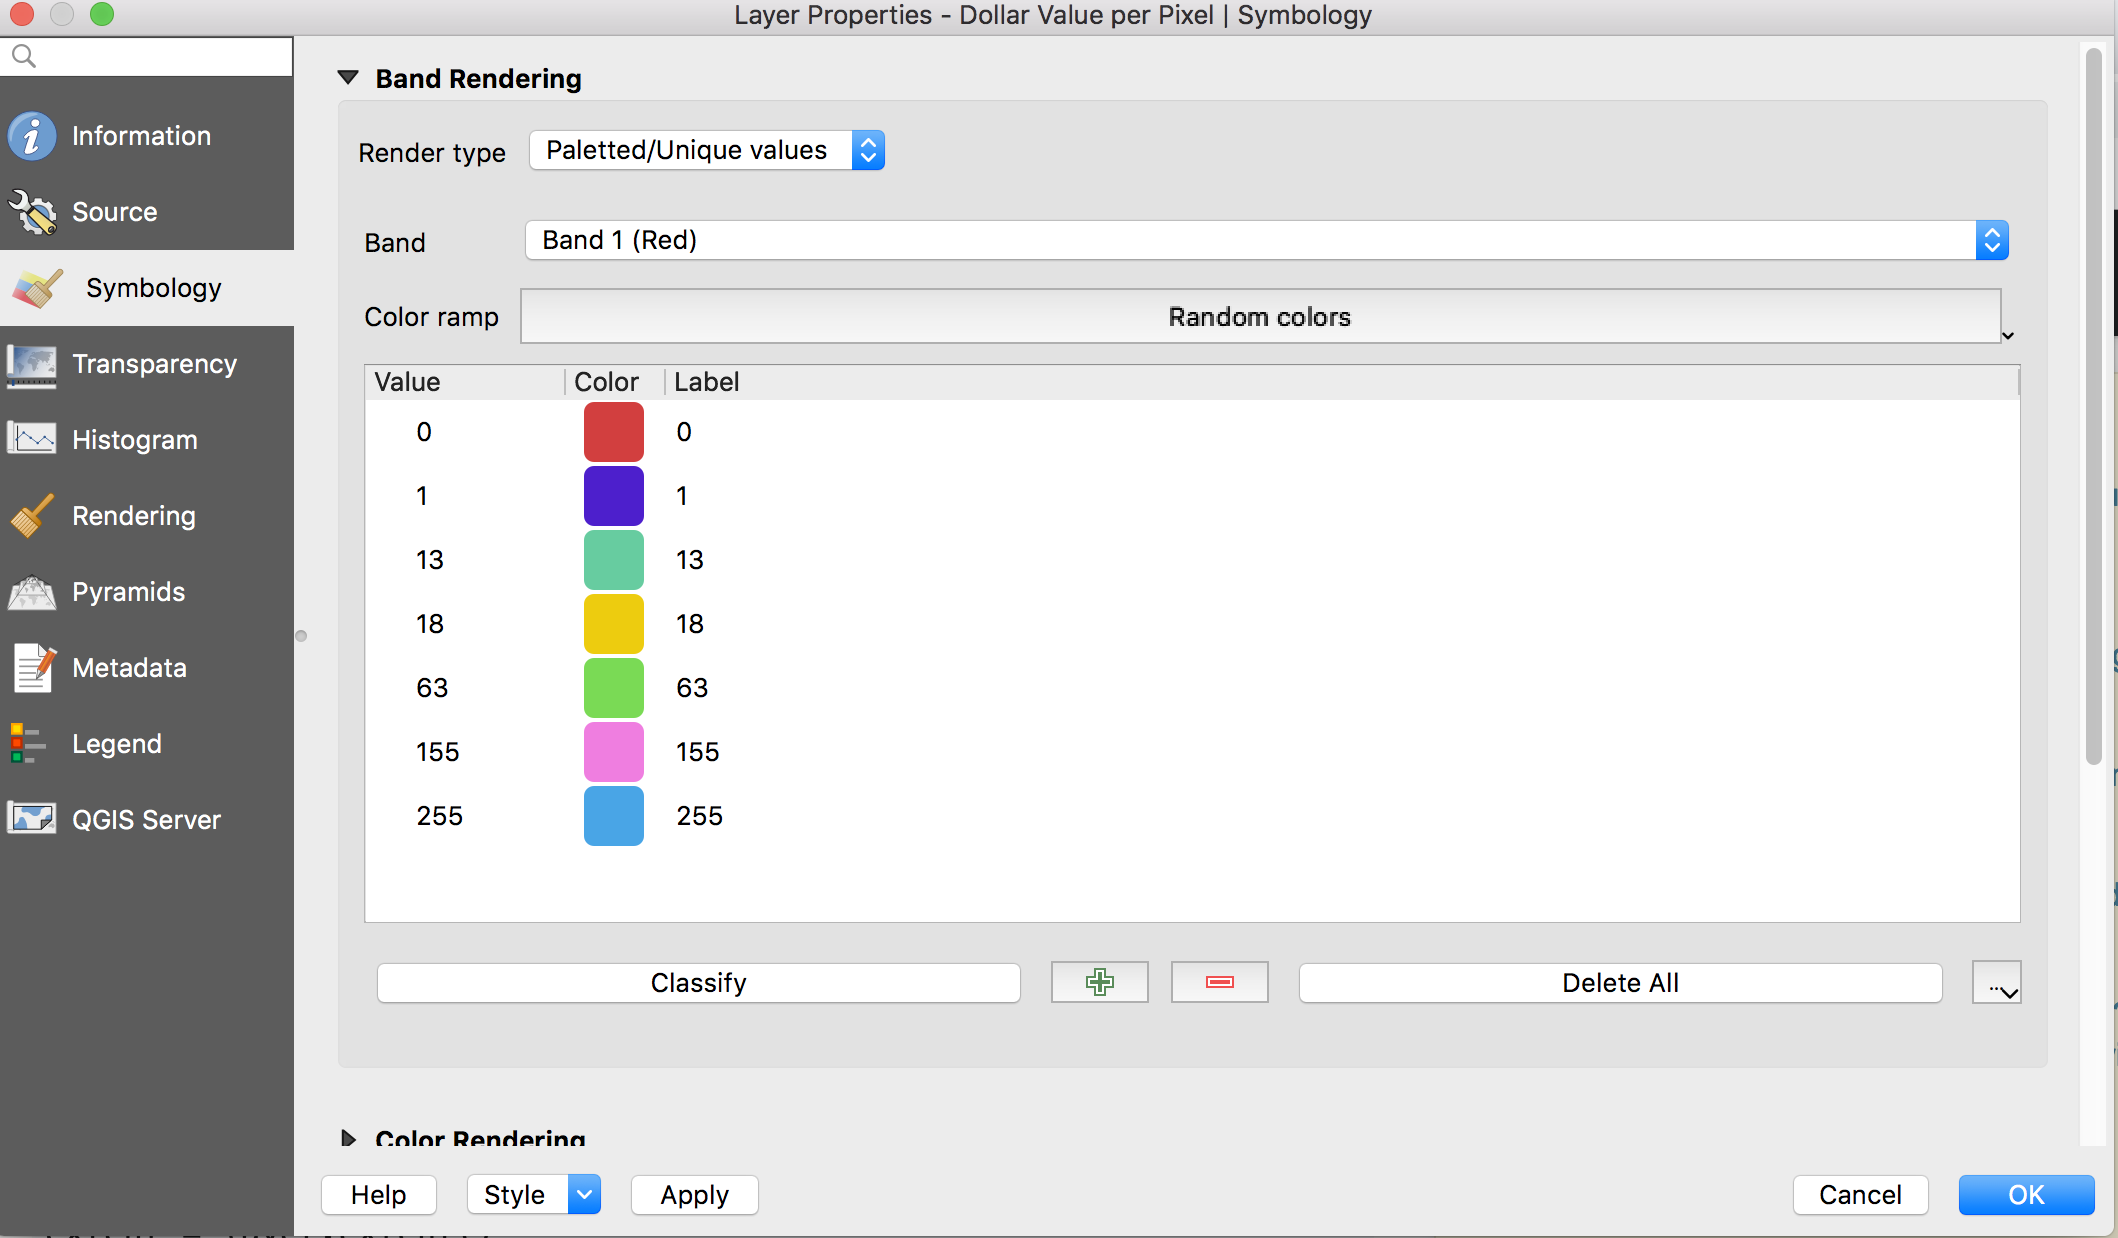 Layer Properties - Dollar Value per Pixel | Symbology
Information
Source
Symbology
Transparency
Histogram
Rendering
Pyramids
Metadata
Legend
QGIS Server
Band Rendering
Render type Paletted/Unique values
Band Band 1 (Red)
Color ramp Random colors
Value Color Label
0 0
1 1
13 13
18 18
63 63
155 155
255 255
Classify Delete All ...
Color Rendering
Help Style Apply Cancel OK